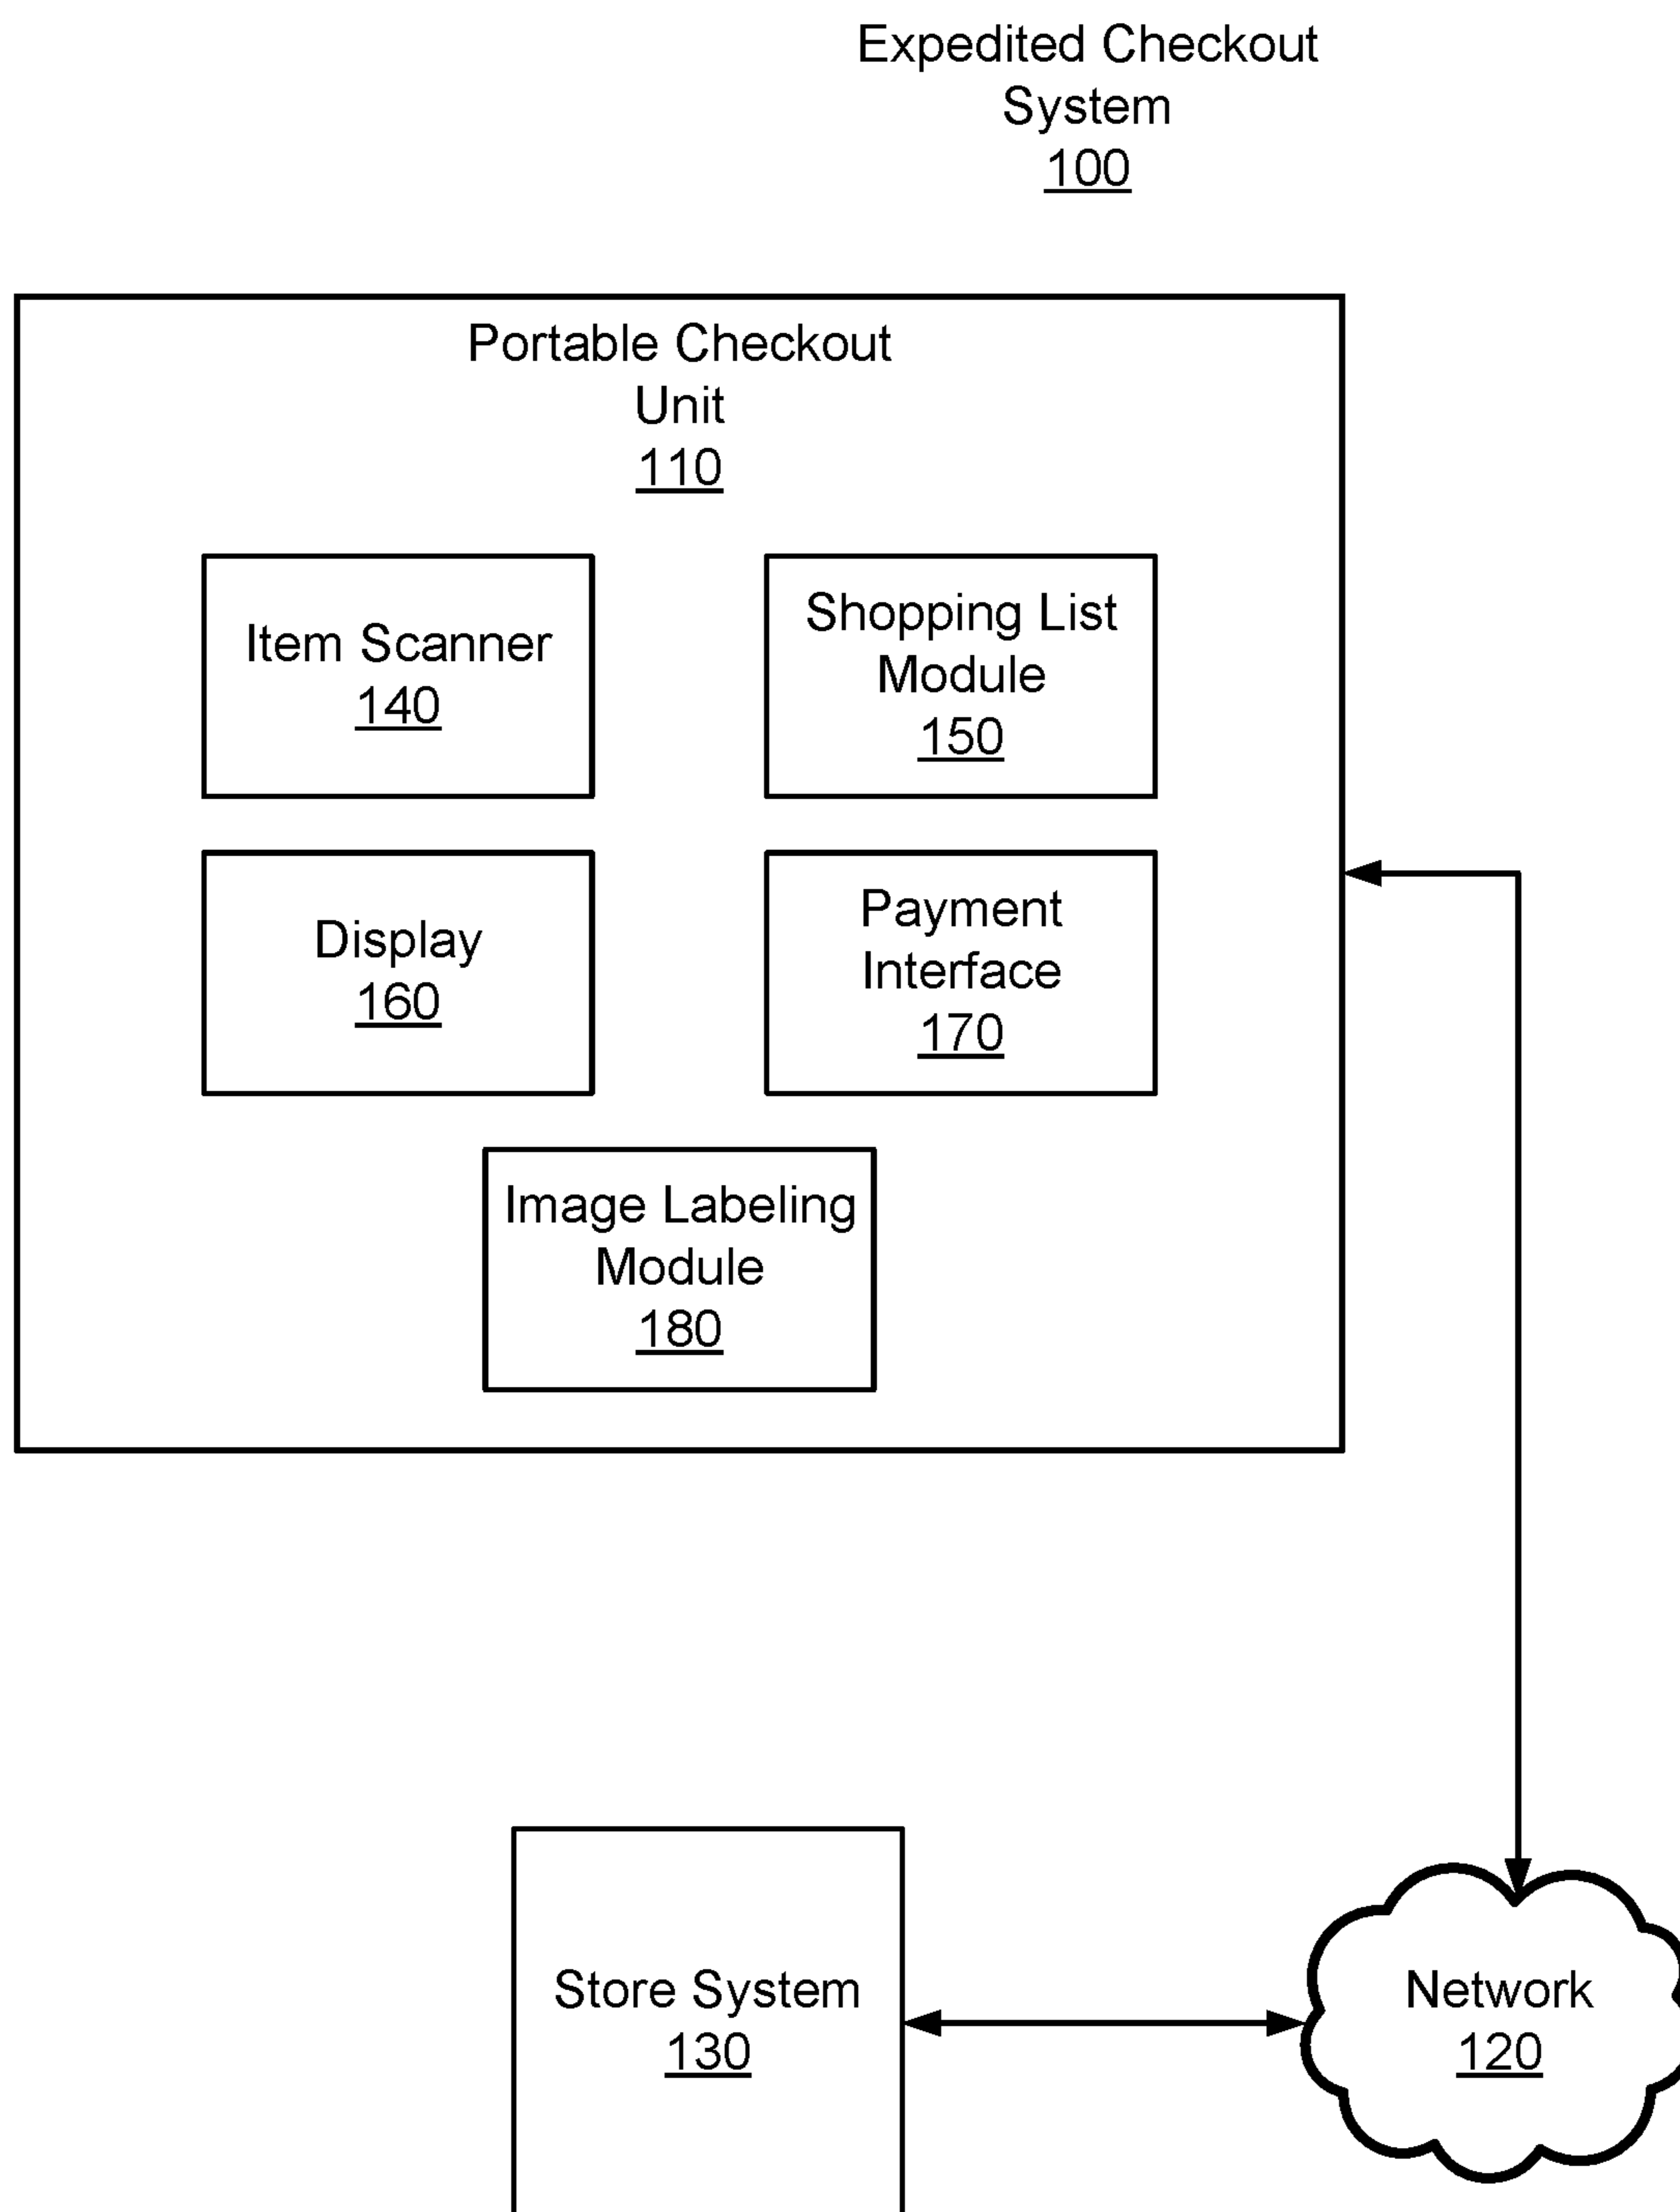 Expedited Checkout
System
100
Portable Checkout
Unit
110
Item Scanner
140
Shopping List
Module
150
Display
160
Payment
Interface
170
Image Labeling
Module
180
Store System
130
Network
120